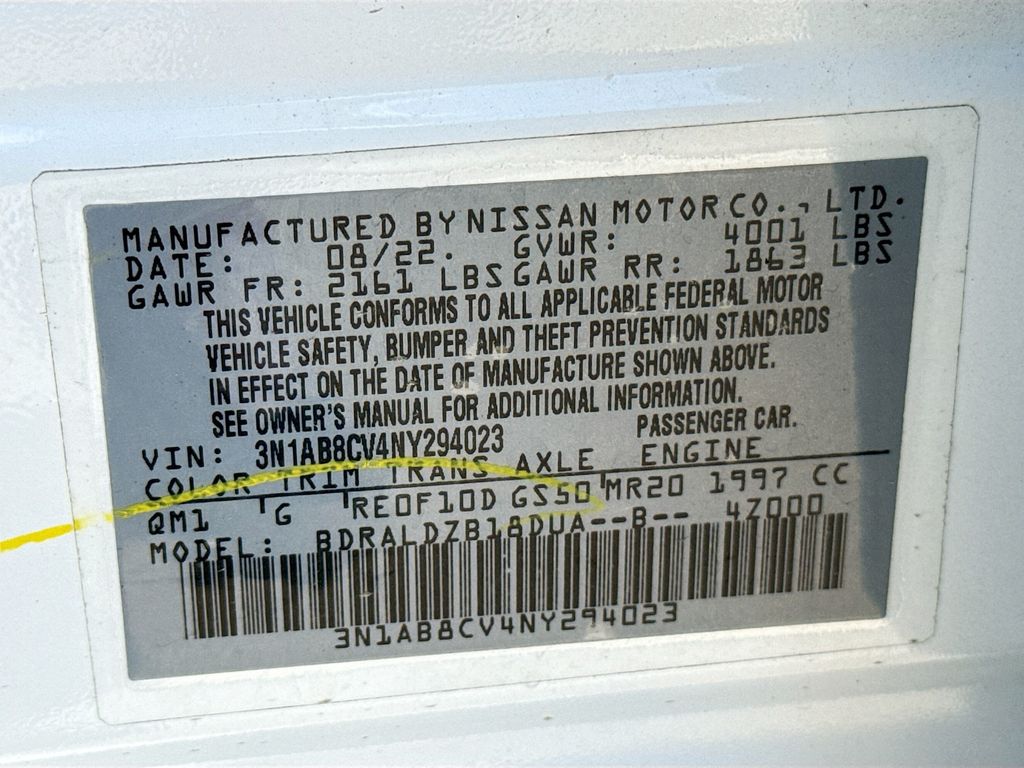 MANUFACTURED BY NISSAN MOTOR CO., LTD.
DATE: 08/22. GVWR: 4001 LBS
GAWR FR: 2161 LBS GAWR RR: 1863 LBS
THIS VEHICLE CONFORMS TO ALL APPLICABLE FEDERAL MOTOR
VEHICLE SAFETY, BUMPER AND THEFT PREVENTION STANDARDS
IN EFFECT ON THE DATE OF MANUFACTURE SHOWN ABOVE.
SEE OWNER'S MANUAL FOR ADDITIONAL INFORMATION.
VIN: 3N1AB8CV4NY294023 PASSENGER CAR.
COLOR TRIM TRANS AXLE ENGINE
QM1 G RE0F10D GS50 MR20 1997 CC
MODEL: BDRALDZB18DUA--B-- 47000
3N1AB8CV4NY294023